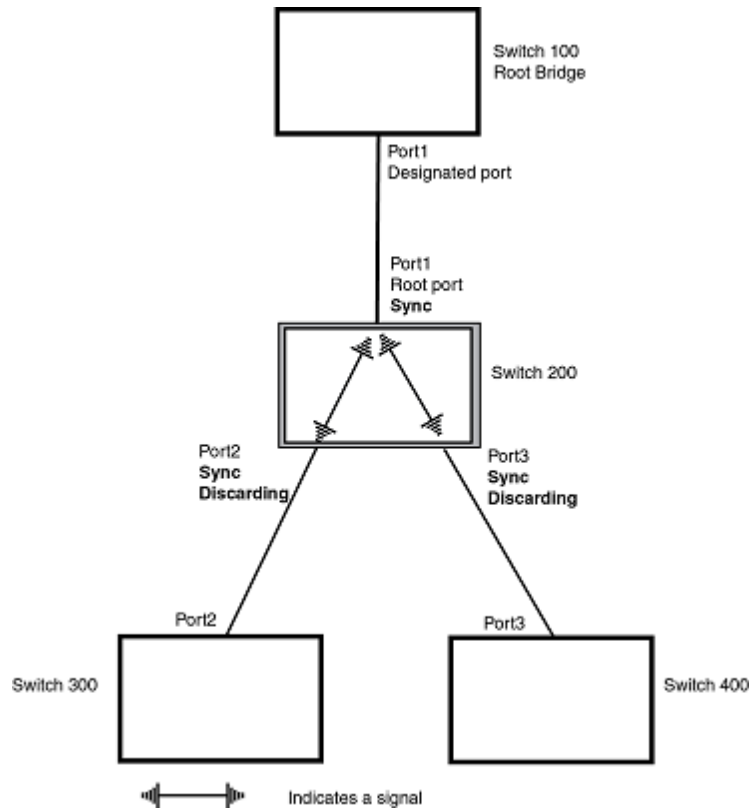 Switch 100
Root Bridge
Port1
Designated port
Port1
Root port
Sync
Switch 200
Port2
Sync
Discarding
Port3
Sync
Discarding
Port2
Port3
Switch 300
Switch 400
Indicates a signal